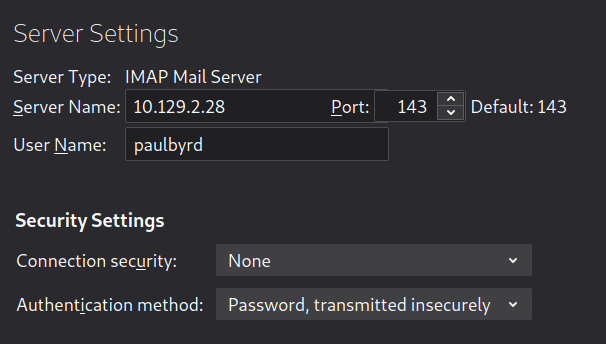 Server Settings
Server Type: IMAP Mail Server
Server Name: 10.129.2.28 Port: 143 Default: 143
User Name: paulbyrd
Security Settings
Connection security: None
Authentication method: Password, transmitted insecurely